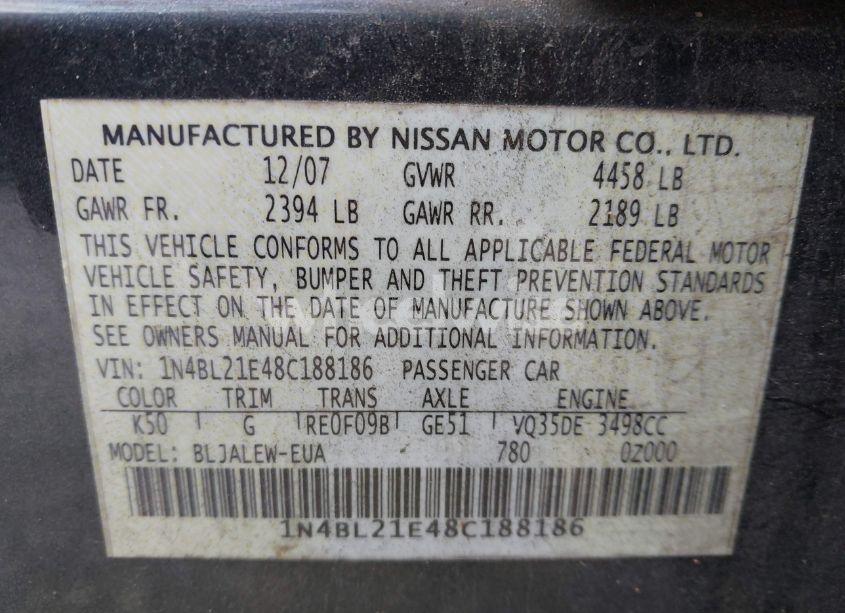 MANUFACTURED BY NISSAN MOTOR CO., LTD.
DATE 12/07 GVWR 4458 LB
GAWR FR. 2394 LB GAWR RR. 2189 LB
THIS VEHICLE CONFORMS TO ALL APPLICABLE FEDERAL MOTOR
VEHICLE SAFETY, BUMPER AND THEFT PREVENTION STANDARDS
IN EFFECT ON THE DATE OF MANUFACTURE SHOWN ABOVE.
SEE OWNERS MANUAL FOR ADDITIONAL INFORMATION.
VIN: 1N4BL21E48C188186 PASSENGER CAR
COLOR TRIM TRANS AXLE ENGINE
K50 G RE0F09B GE51 VQ35DE 3498CC
MODEL: BLJALEW-EUA 780 0Z000
1N4BL21E48C188186